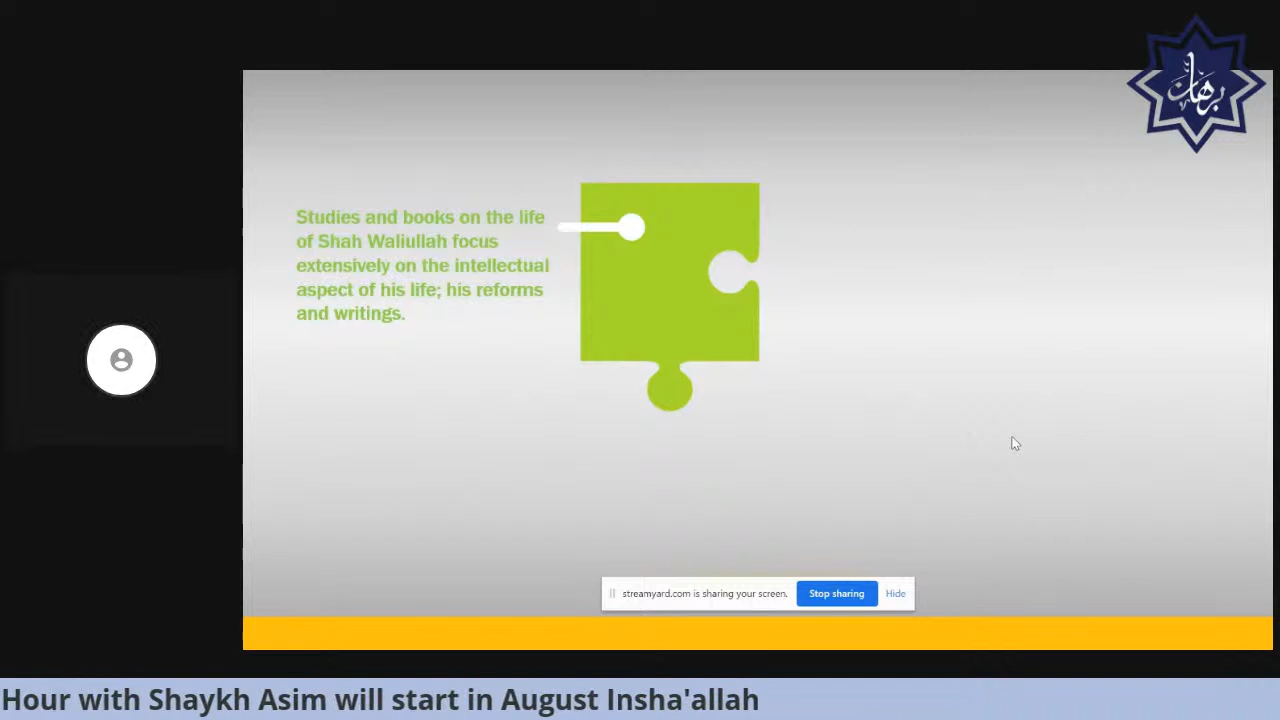 برهان
Studies and books on the life
of Shah Waliullah focus
extensively on the intellectual
aspect of his life; his reforms
and writings.
streamyard.com is sharing your screen.
Stop sharing
Hide
Hour with Shaykh Asim will start in August Insha'allah